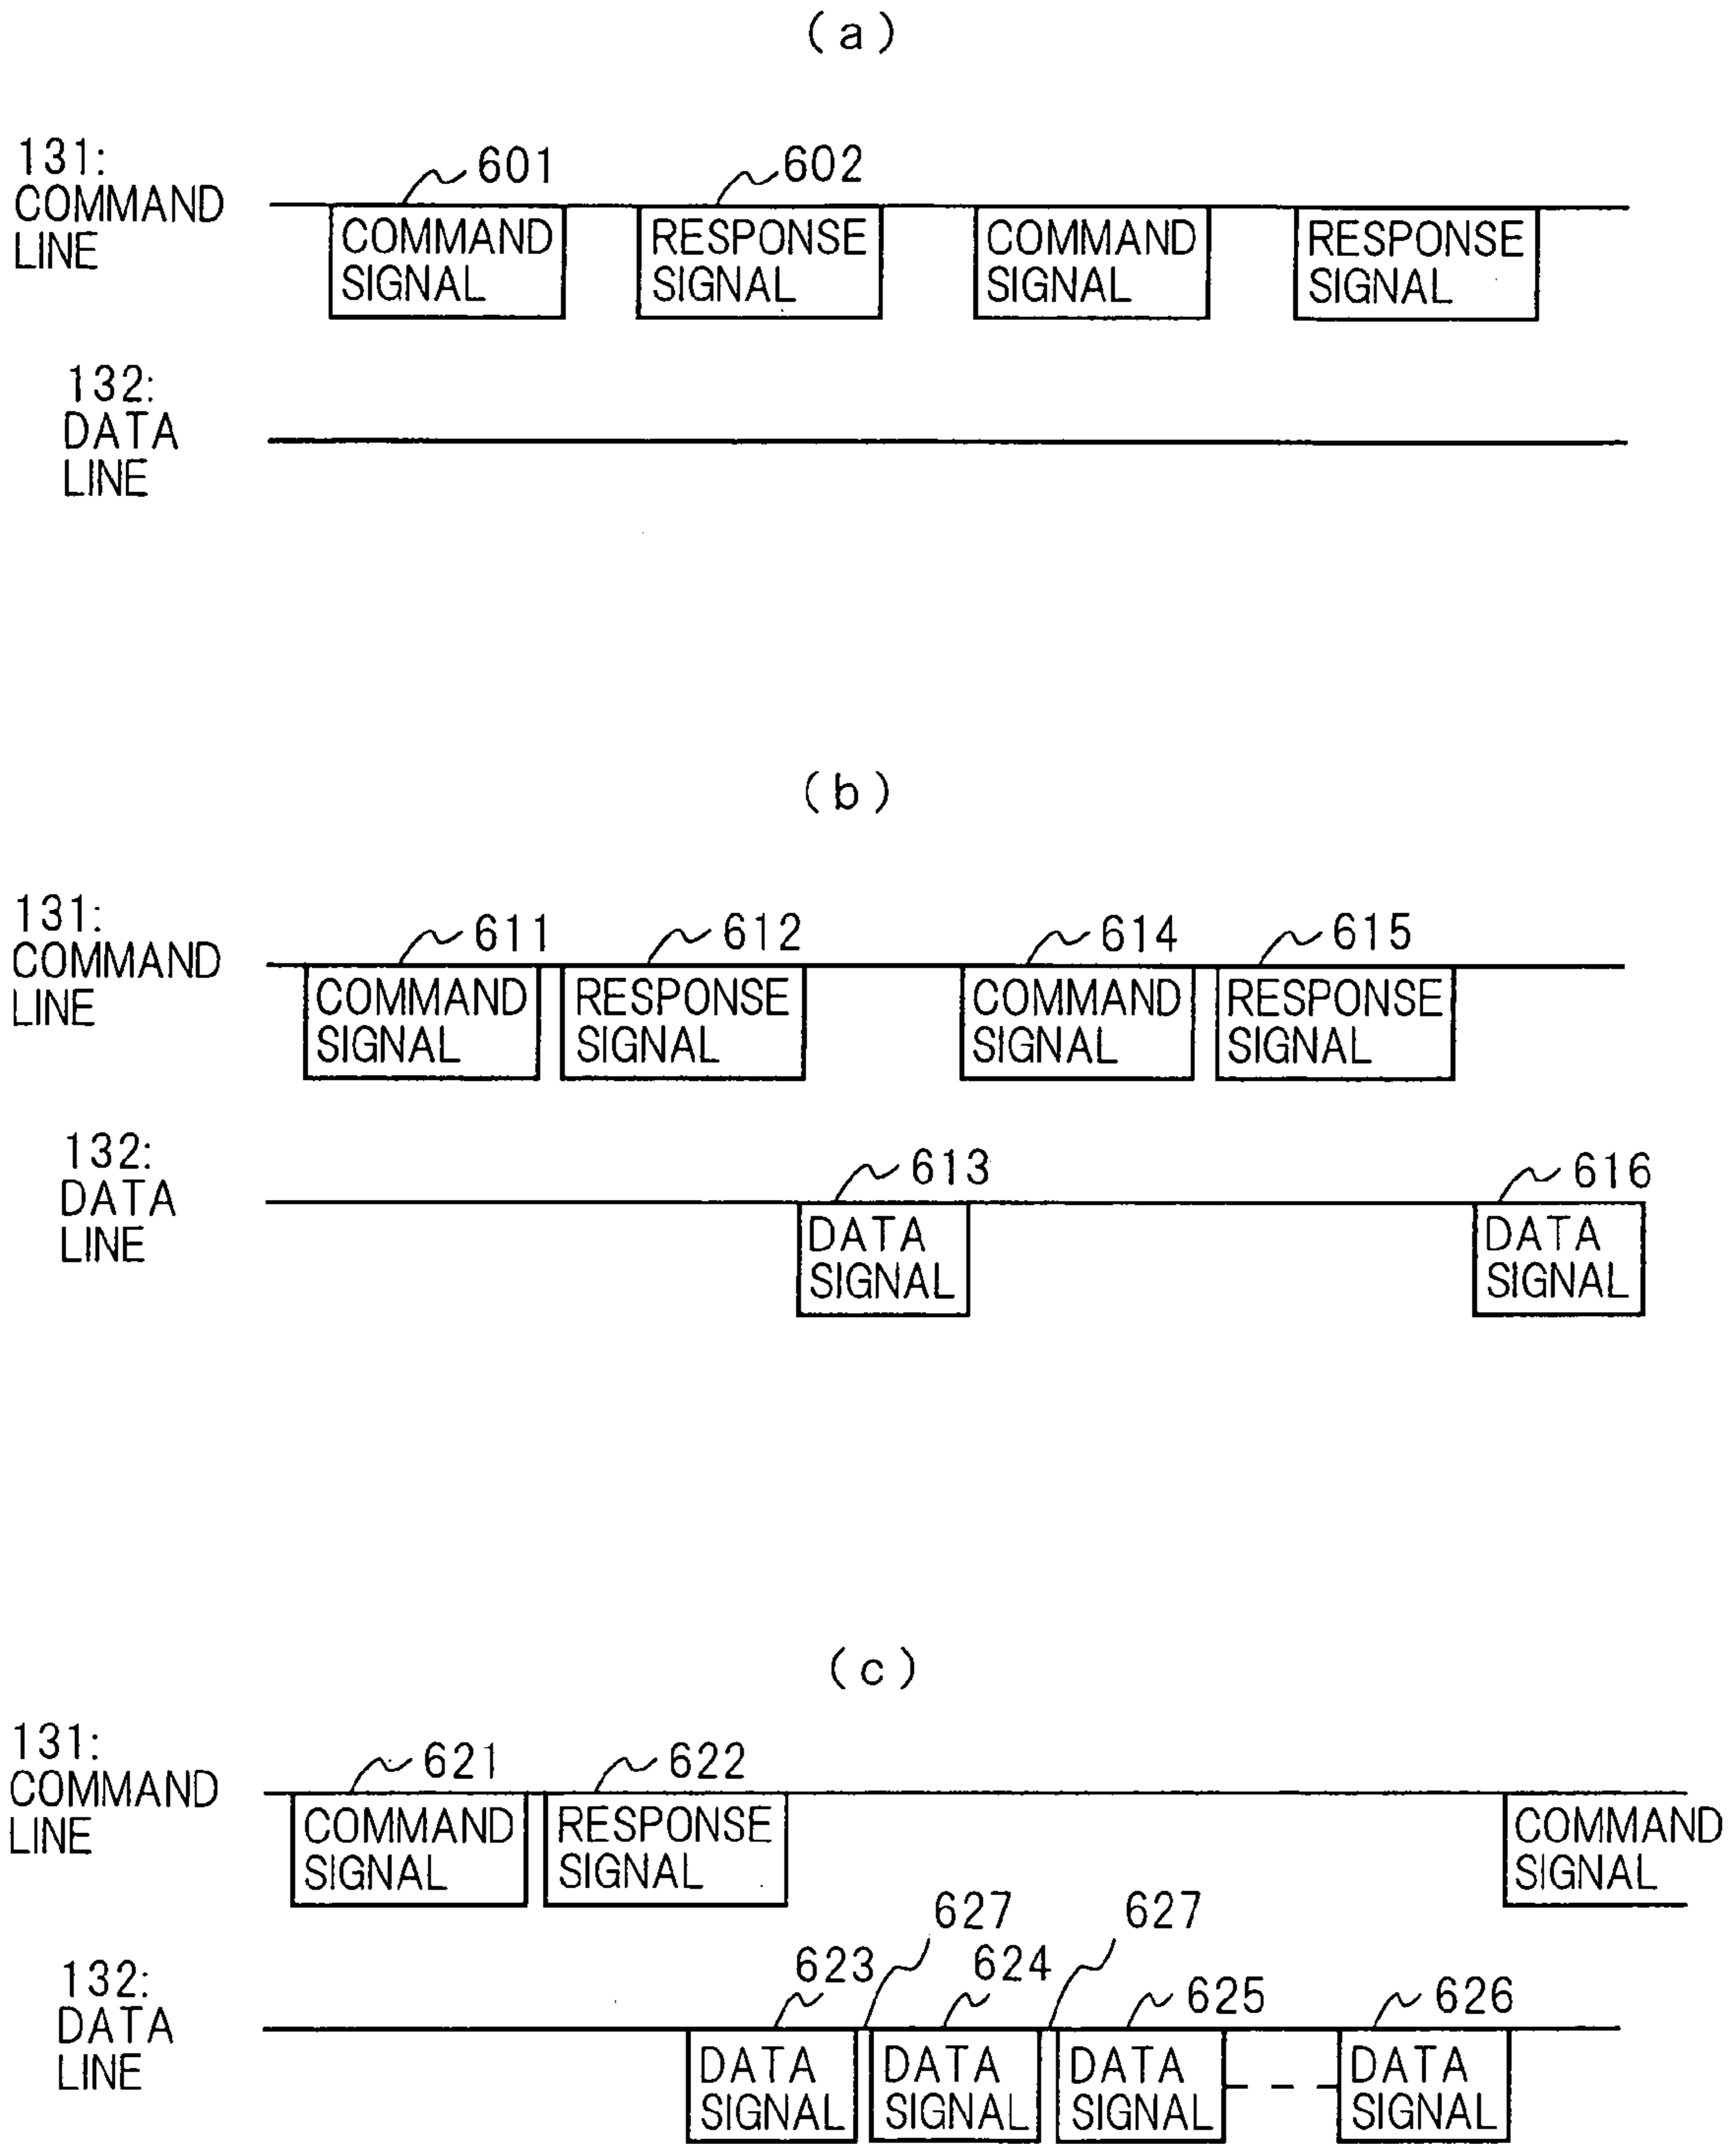 (a)
131:
COMMAND
LINE
601
602
COMMAND
SIGNAL
RESPONSE
SIGNAL
COMMAND
SIGNAL
RESPONSE
SIGNAL
132:
DATA
LINE
(b)
131:
COMMAND
LINE
611
612
614
615
COMMAND
SIGNAL
RESPONSE
SIGNAL
COMMAND
SIGNAL
RESPONSE
SIGNAL
132:
DATA
LINE
613
616
DATA
SIGNAL
DATA
SIGNAL
(c)
131:
COMMAND
LINE
621
622
COMMAND
SIGNAL
RESPONSE
SIGNAL
COMMAND
SIGNAL
132:
DATA
LINE
623
627
624
627
625
626
DATA
SIGNAL
DATA
SIGNAL
DATA
SIGNAL
DATA
SIGNAL